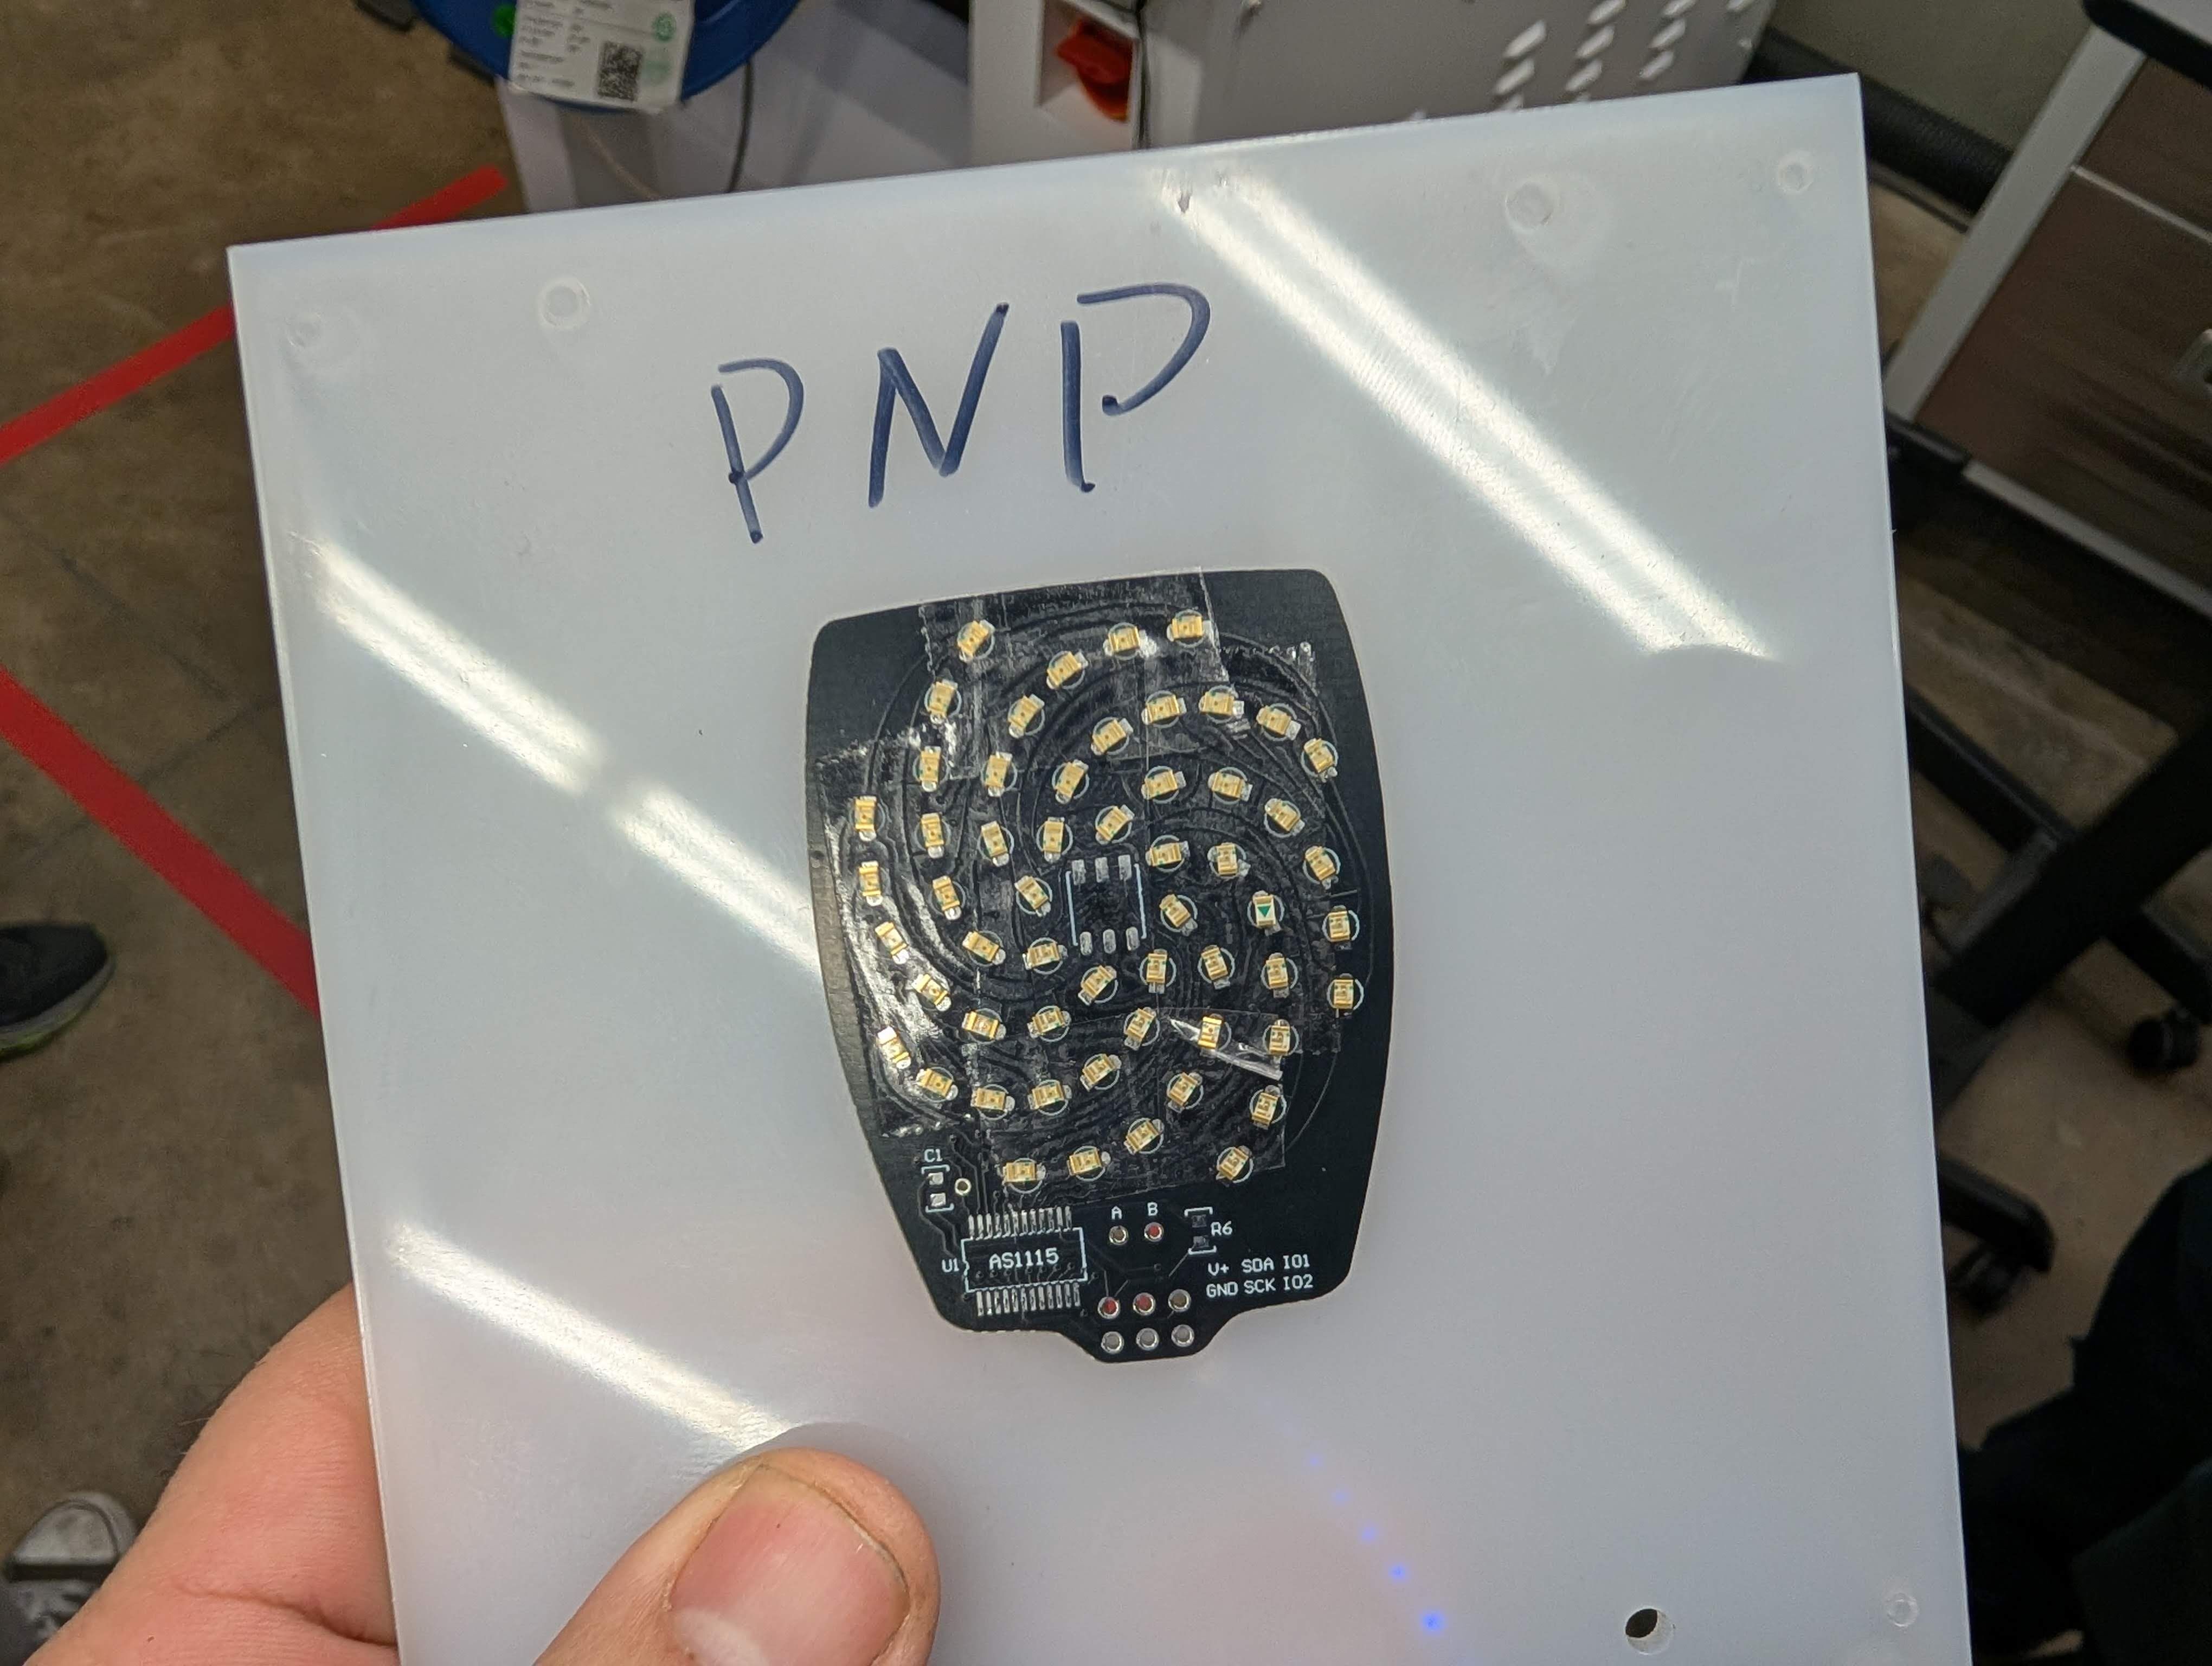 PNP
C1
A B
R6
U1
AS1115
V+ SDA IO1
GND SCK IO2